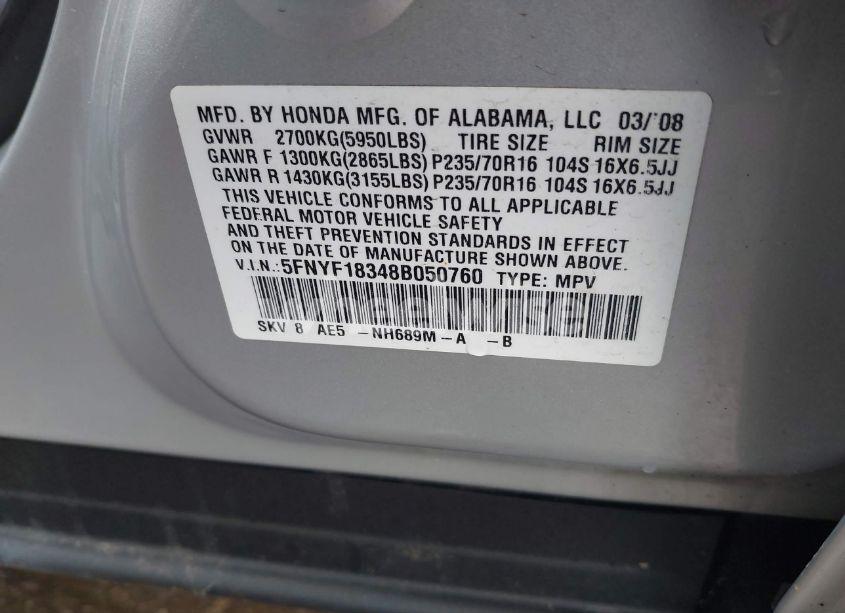 MFD. BY HONDA MFG. OF ALABAMA, LLC 03/'08
GVWR 2700KG(5950LBS) TIRE SIZE RIM SIZE
GAWR F 1300KG(2865LBS) P235/70R16 104S 16X6.5JJ
GAWR R 1430KG(3155LBS) P235/70R16 104S 16X6.5JJ
THIS VEHICLE CONFORMS TO ALL APPLICABLE
FEDERAL MOTOR VEHICLE SAFETY
AND THEFT PREVENTION STANDARDS IN EFFECT
ON THE DATE OF MANUFACTURE SHOWN ABOVE.
V.I.N.: 5FNYF18348B050760 TYPE: MPV
SKV 8 AE5 -NH689M-A -B